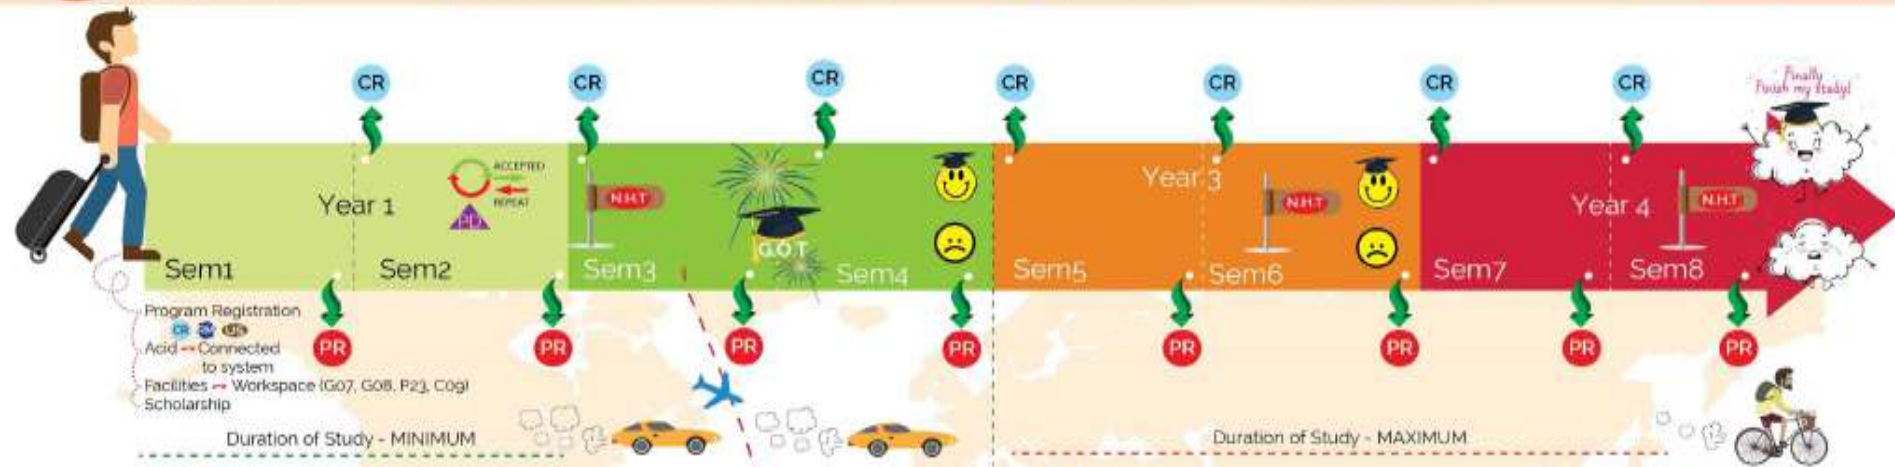 CR CR CR CR CR CR CR
Finally
Finish my study!
ACCEPTED
REPEAT
PD
N.H.T
G.O.T
N.H.T
N.H.T
Year 1
Year 3
Year 4
Sem1 Sem2 Sem3 Sem4 Sem5 Sem6 Sem7 Sem8
PR PR PR PR PR PR PR PR
Program Registration
CR
Acid Connected
to system
Facilities Workspace (G07, G08, P23, C09)
Scholarship
Duration of Study - MINIMUM
Duration of Study - MAXIMUM